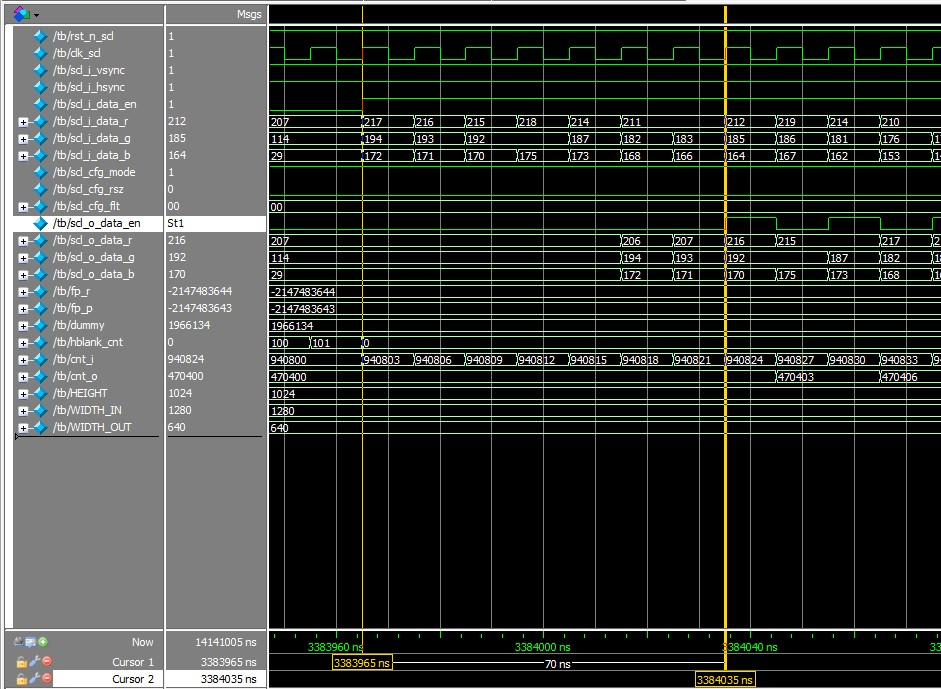 Msgs
/tb/rst_n_scl 1
/tb/clk_scl 1
/tb/scl_i_vsync 1
/tb/scl_i_hsync 1
/tb/scl_i_data_en 1
/tb/scl_i_data_r 212 207 217 216 215 218 214 211 212 219 214 210
/tb/scl_i_data_g 185 114 194 193 192 187 182 183 185 186 181 176
/tb/scl_i_data_b 164 29 172 171 170 175 173 168 166 164 167 162 153
/tb/scl_cfg_mode 1
/tb/scl_cfg_rsz 0
/tb/scl_cfg_flt 00 00
/tb/scl_o_data_en St1
/tb/scl_o_data_r 216 207 206 207 216 215 217
/tb/scl_o_data_g 192 114 194 193 192 187 182
/tb/scl_o_data_b 170 29 172 171 170 175 173 168
/tb/fp_r -2147483644 -2147483644
/tb/fp_p -2147483643 -2147483643
/tb/dummy 1966134 1966134
/tb/hblank_cnt 0 100 101 0
/tb/cnt_i 940824 940800 940803 940806 940809 940812 940815 940818 940821 940824 940827 940830 940833
/tb/cnt_o 470400 470400 470403 470406
/tb/HEIGHT 1024 1024
/tb/WIDTH_IN 1280 1280
/tb/WIDTH_OUT 640 640
Now 14141005 ns 3383960 ns 3384000 ns 3384040 ns
Cursor 1 3383965 ns 3383965 ns 70 ns
Cursor 2 3384035 ns 3384035 ns